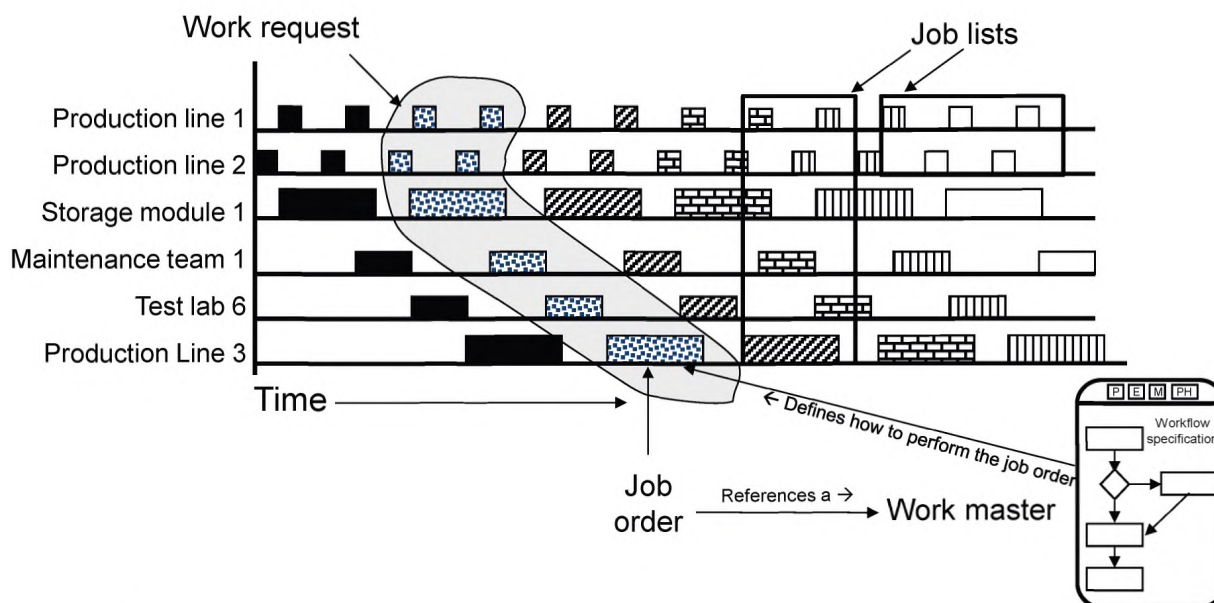 Work request
Job lists
Production line 1
Production line 2
Storage module 1
Maintenance team 1
Test lab 6
Production Line 3
Time
← Defines how to perform the job order
Job
order
References a →
Work master
P E M PH
Workflow
specification